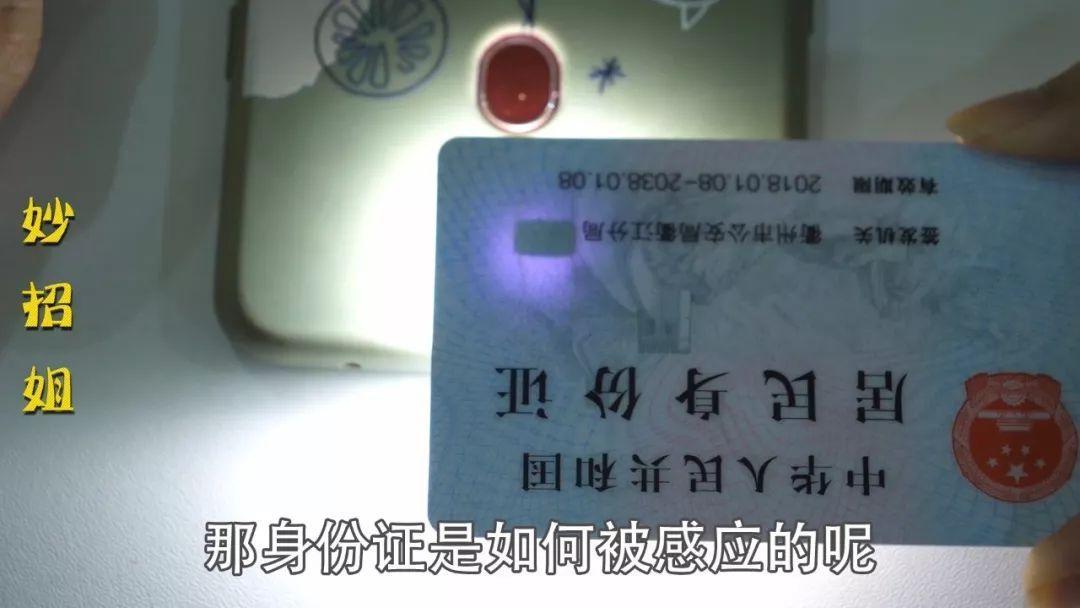 妙招姐
有效期限 2018.01.08-2038.01.08
签发机关 衢州市公安局衢江分局
居民身份证
中华人民共和国
那身份证是如何被感应的呢